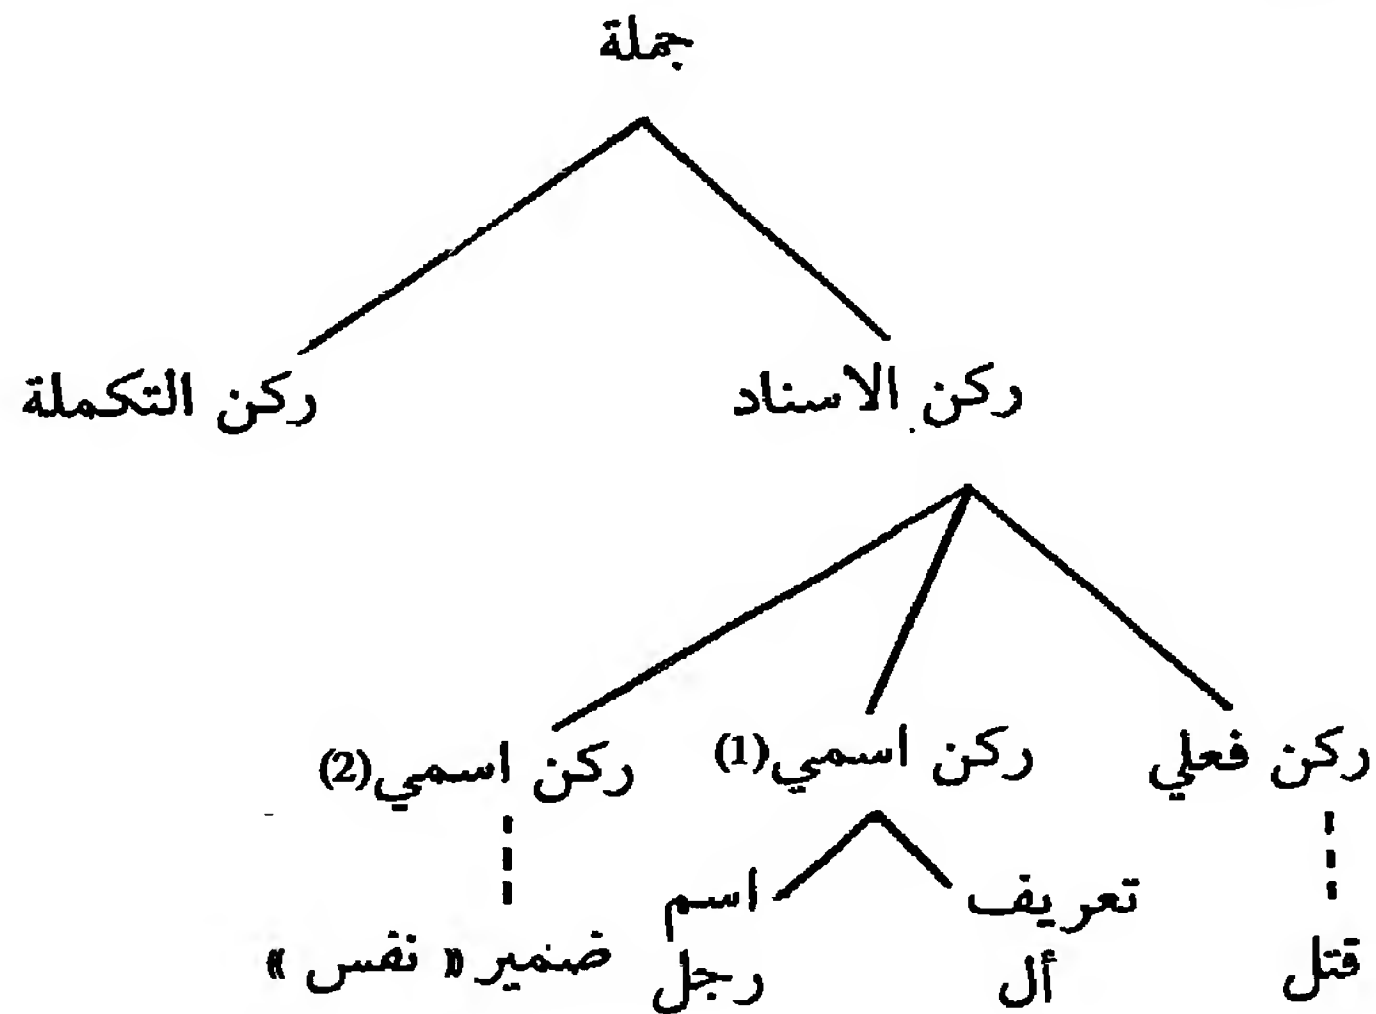 جملة
ركن الاسناد ركن التكملة
ركن فعلي ركن اسمي(1) ركن اسمي(2)
تعريف اسم
قتل أل رجل ضمير « نفس »